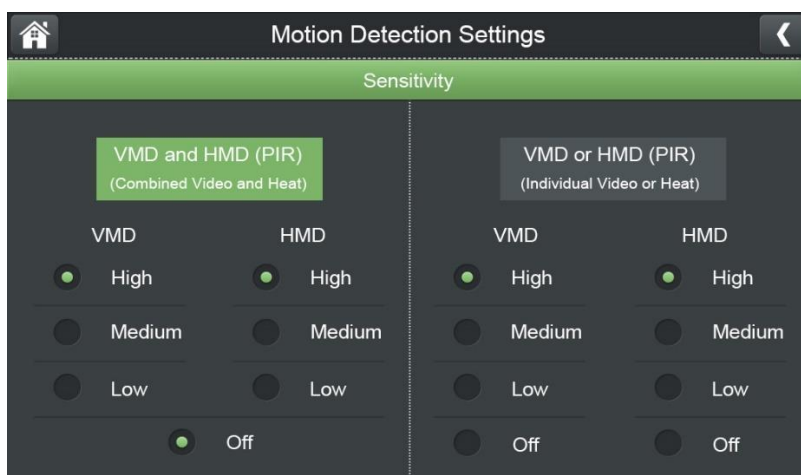 Motion Detection Settings
Sensitivity
VMD and HMD (PIR)
(Combined Video and Heat)
VMD HMD
High High
Medium Medium
Low Low
Off
VMD or HMD (PIR)
(Individual Video or Heat)
VMD HMD
High High
Medium Medium
Low Low
Off Off